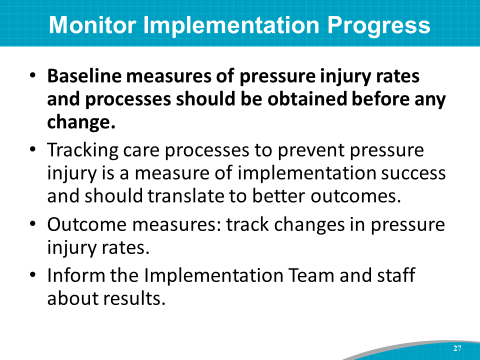 Monitor Implementation Progress
• Baseline measures of pressure injury rates
and processes should be obtained before any
change.
• Tracking care processes to prevent pressure
injury is a measure of implementation success
and should translate to better outcomes.
• Outcome measures: track changes in pressure
injury rates.
• Inform the Implementation Team and staff
about results.
27